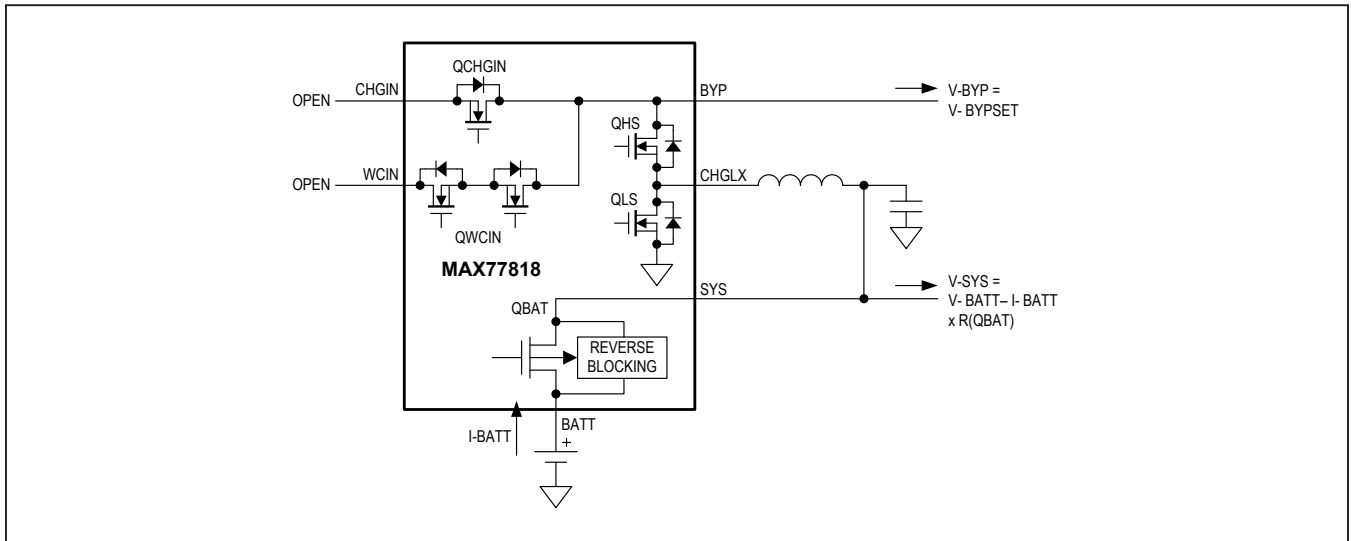 QCHGIN
CHGIN
OPEN
BYP
V-BYP =
V- BYPSET
QHS
WCIN
OPEN
CHGLX
QLS
QWCIN
MAX77818
SYS
V-SYS =
V- BATT– I- BATT
x R(QBAT)
QBAT
REVERSE
BLOCKING
I-BATT
BATT
+